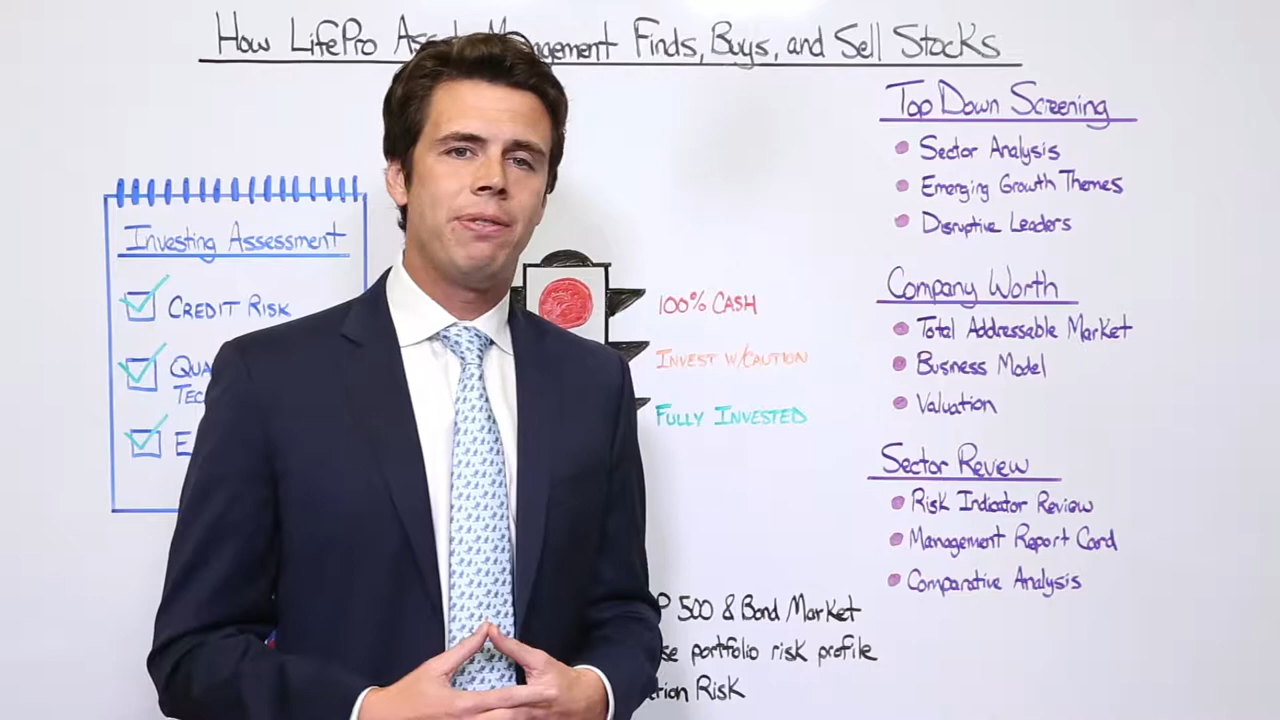 How LifePro Management Finds, Buys, and Sell Stocks
Investing Assessment
CREDIT RISK
100% CASH
INVEST W/CAUTION
FULLY INVESTED
Top Down Screening
Sector Analysis
Emerging Growth Themes
Disruptive Leaders
Company Worth
Total Addressable Market
Business Model
Valuation
Sector Review
Risk Indicator Review
Management Report Card
Comparative Analysis
500 & Bond Market
portfolio risk profile
Risk